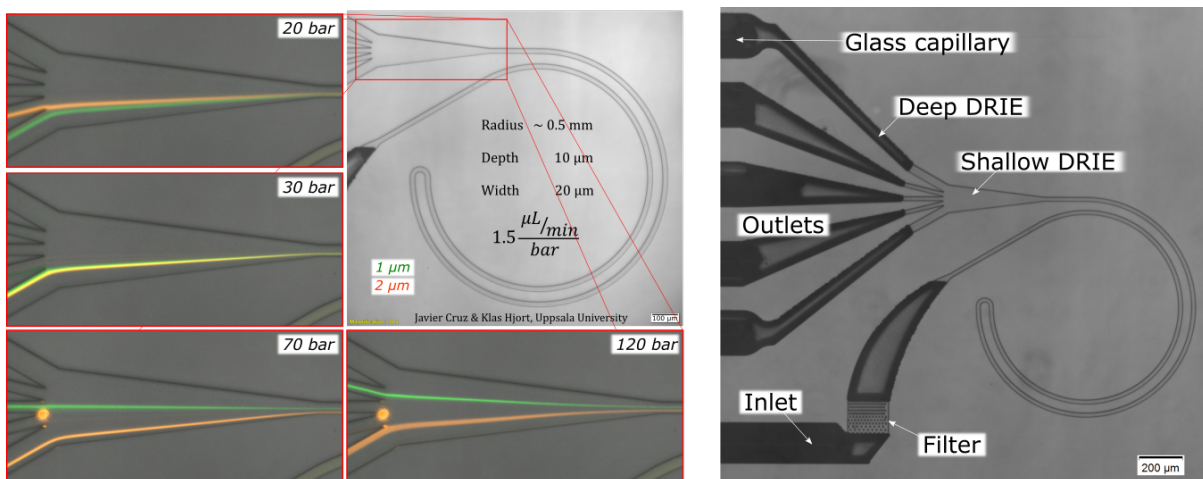 20 bar
30 bar
70 bar
120 bar
Radius ~ 0.5 mm
Depth 10 µm
Width 20 µm
1.5 µL/min
bar
1 µm
2 µm
Javier Cruz & Klas Hjort, Uppsala University
100 µm
Glass capillary
Deep DRIE
Shallow DRIE
Outlets
Inlet
Filter
200 µm